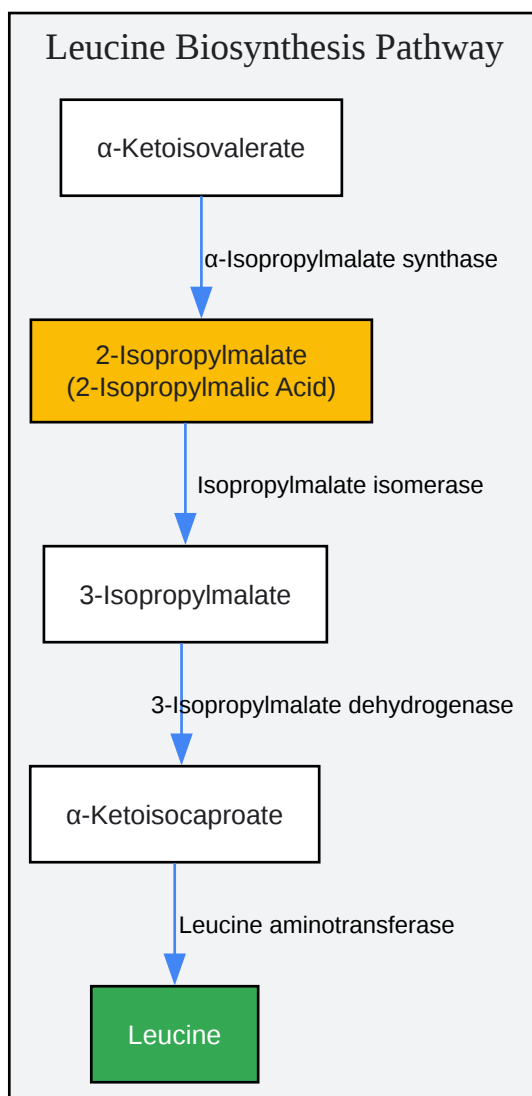 Leucine Biosynthesis Pathway
α-Ketoisovalerate
α-Isopropylmalate synthase
2-Isopropylmalate
(2-Isopropylmalic Acid)
Isopropylmalate isomerase
3-Isopropylmalate
3-Isopropylmalate dehydrogenase
α-Ketoisocaproate
Leucine aminotransferase
Leucine